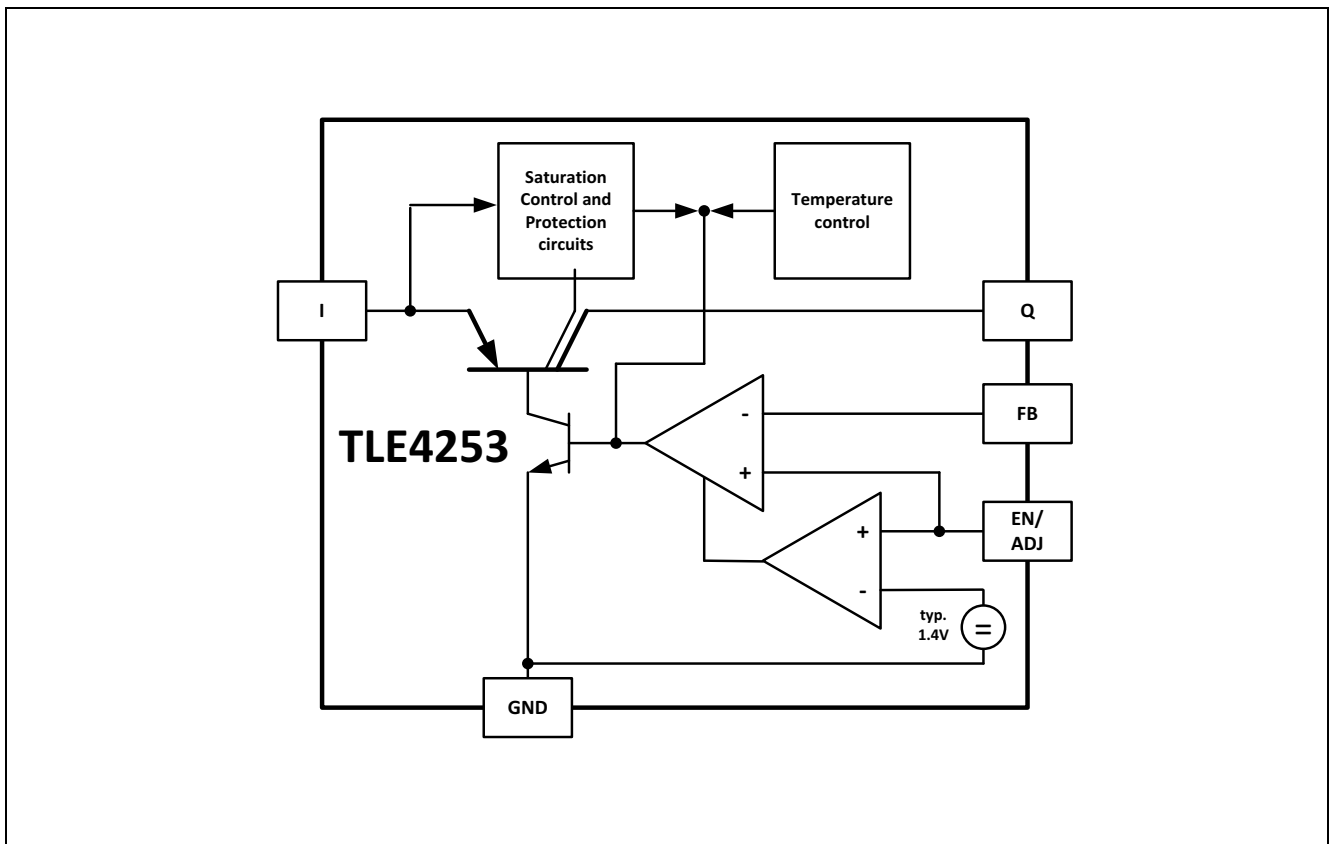 Saturation
Control and
Protection
circuits
Temperature
control
I
Q
TLE4253
-
FB
+
EN/
ADJ
+
-
typ.
1.4V
=
GND